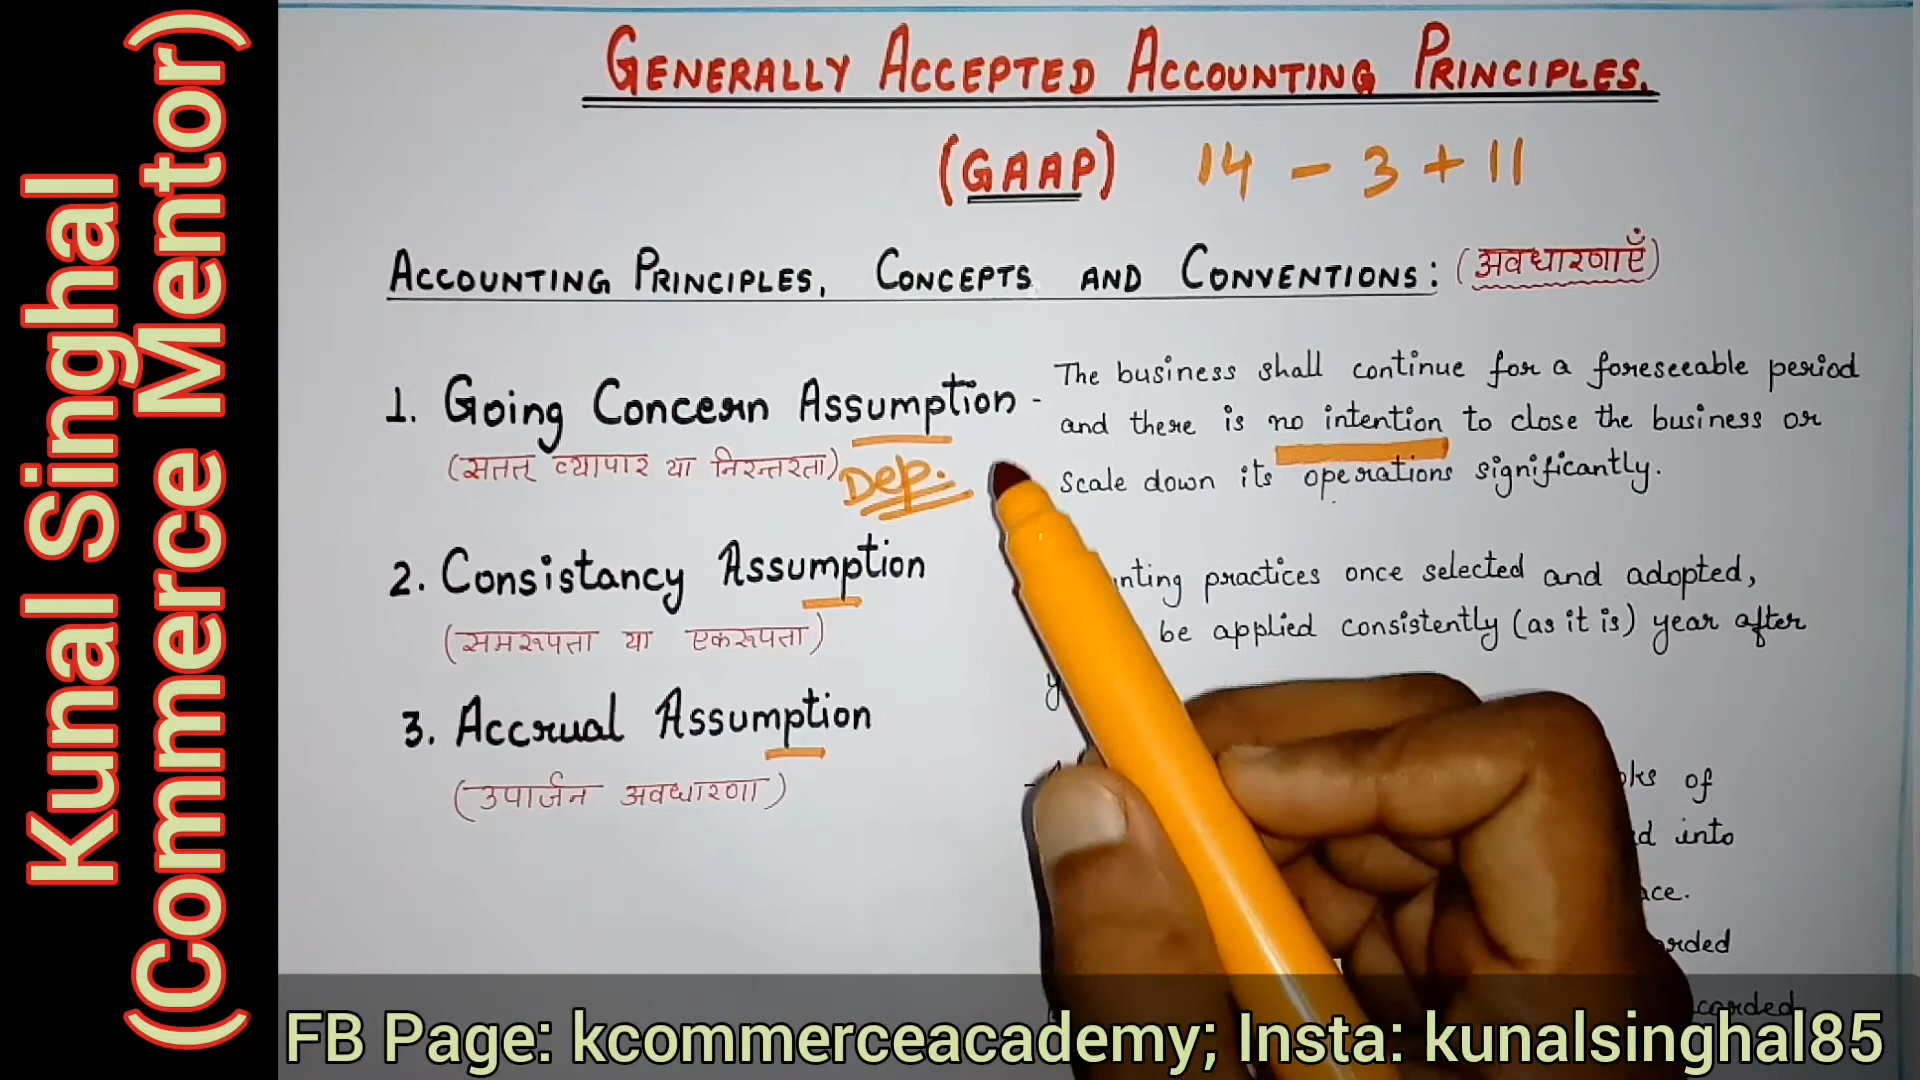 Kunal Singhal
(Commerce Mentor)
GENERALLY ACCEPTED ACCOUNTING PRINCIPLES.
(GAAP) 14 - 3 + 11
ACCOUNTING PRINCIPLES, CONCEPTS AND CONVENTIONS: (अवधारणाएँ)
1. Going Concern Assumption - The business shall continue for a foreseeable period
and there is no intention to close the business or
(सतत् व्यापार या निरन्तरता) Dep. scale down its operations significantly.
2. Consistancy Assumption nting practices once selected and adopted,
(समरूपता या एकरूपता) be applied consistently (as it is) year after
y
3. Accrual Assumption
(उपार्जन अवधारणा) oks of
d into
ace.
orded
corded
FB Page: kcommerceacademy; Insta: kunalsinghal85